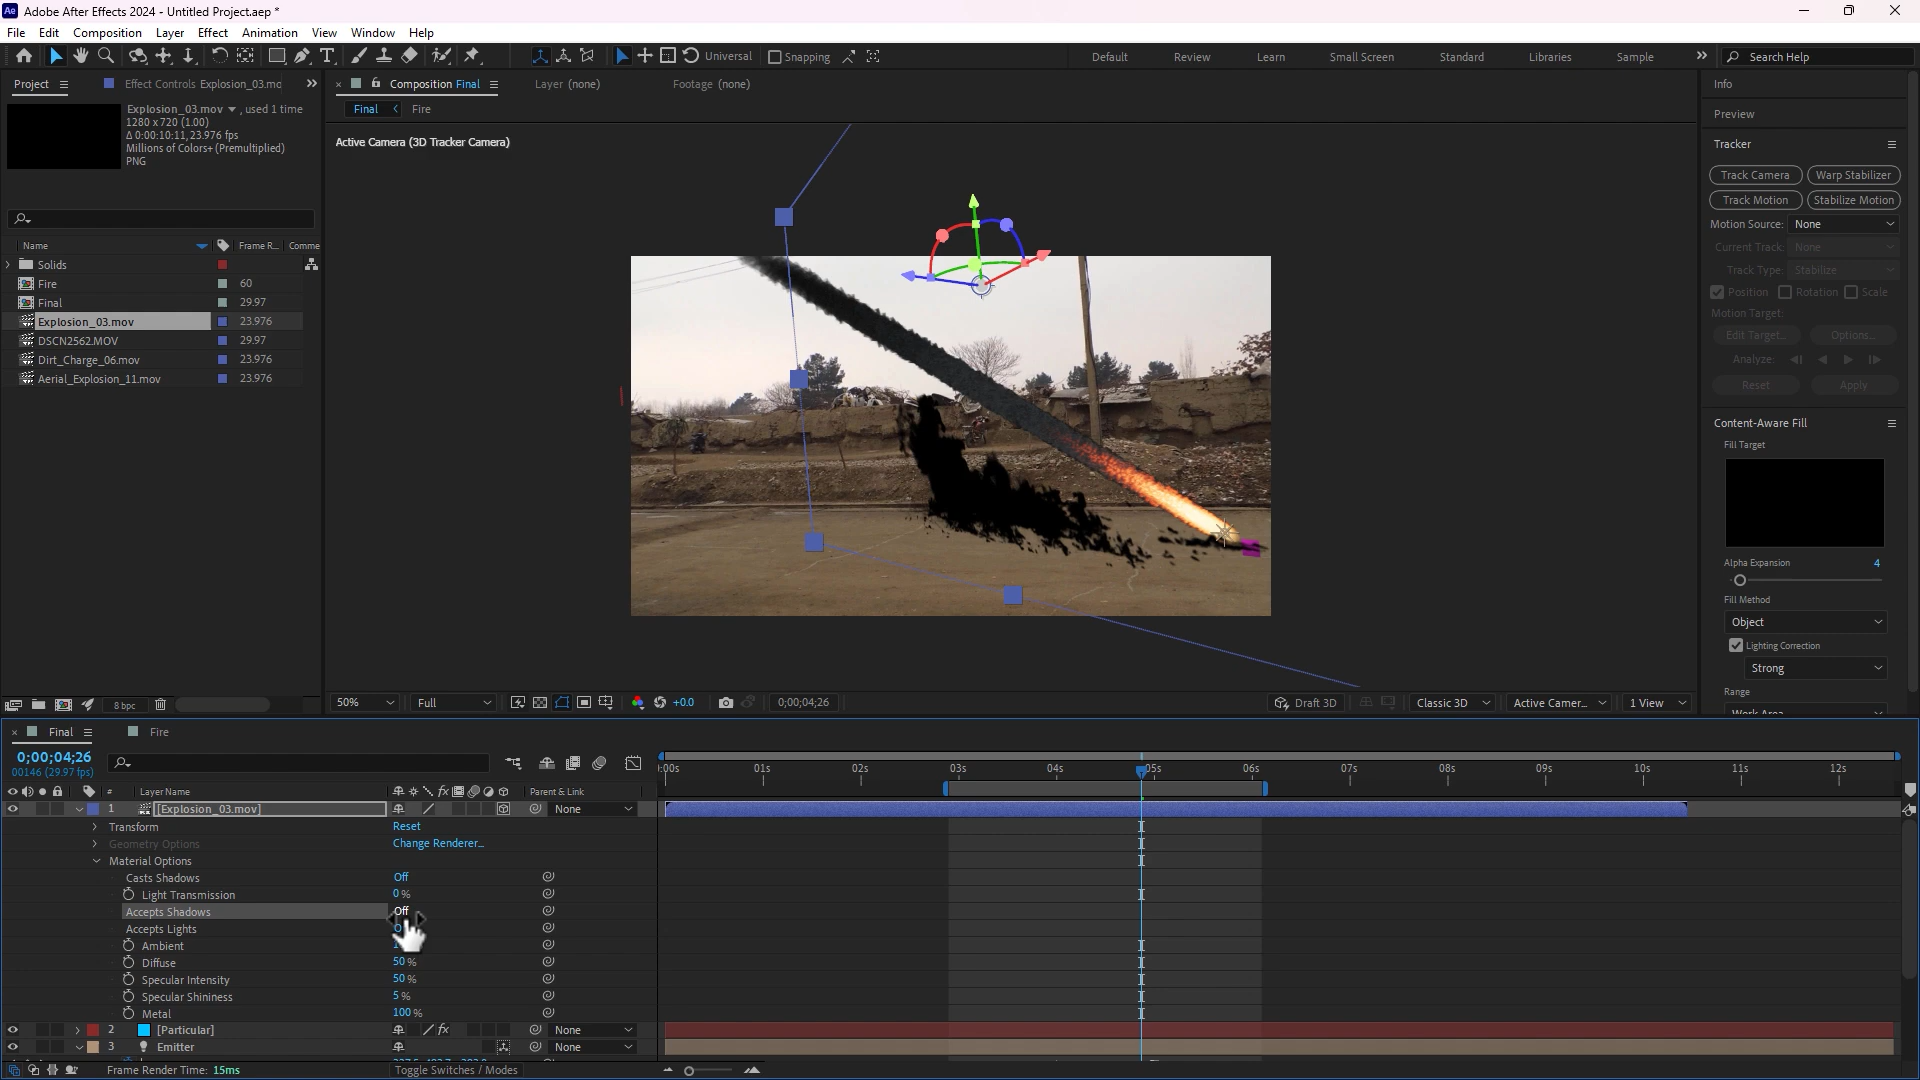 Adobe After Effects 2024 - Untitled Project.aep *
File Edit Composition Layer Effect Animation View Window Help
Universal Snapping Default Review Learn Small Screen Standard Libraries Sample Search Help
Project Effect Controls Explosion_03.mo
Composition Final Layer (none) Footage (none)
Final Fire
Explosion_03.mov , used 1 time
1280 x 720 (1.00)
Δ 0:00:10:11, 23.976 fps
Millions of Colors+ (Premultiplied)
PNG
Name Frame R... Comme
Solids
Fire 60
Final 29.97
Explosion_03.mov 23.976
DSCN2562.MOV 29.97
Dirt_Charge_06.mov 23.976
Aerial_Explosion_11.mov 23.976
8 bpc
Active Camera (3D Tracker Camera)
50% Full +0.0 0;00;04;26 Draft 3D Classic 3D Active Camer... 1 View
Info
Preview
Tracker
Track Camera Warp Stabilizer
Track Motion Stabilize Motion
Motion Source: None
Current Track: None
Track Type: Stabilize
Position Rotation Scale
Motion Target:
Edit Target... Options...
Analyze:
Reset Apply
Content-Aware Fill
Fill Target
Alpha Expansion 4
Fill Method
Object
Lighting Correction
Strong
Range
Work Area
Final Fire
0;00;04;26
00146 (29.97 fps)
:00s 01s 02s 03s 04s 05s 06s 07s 08s 09s 10s 11s 12s
# Layer Name fx Parent & Link
1 [Explosion_03.mov] None
Transform Reset
Geometry Options Change Renderer...
Material Options
Casts Shadows Off
Light Transmission 0 %
Accepts Shadows Off
Accepts Lights
Ambient
Diffuse 50 %
Specular Intensity 50 %
Specular Shininess 5 %
Metal 100 %
2 [Particular] fx None
3 Emitter None
Frame Render Time: 15ms Toggle Switches / Modes